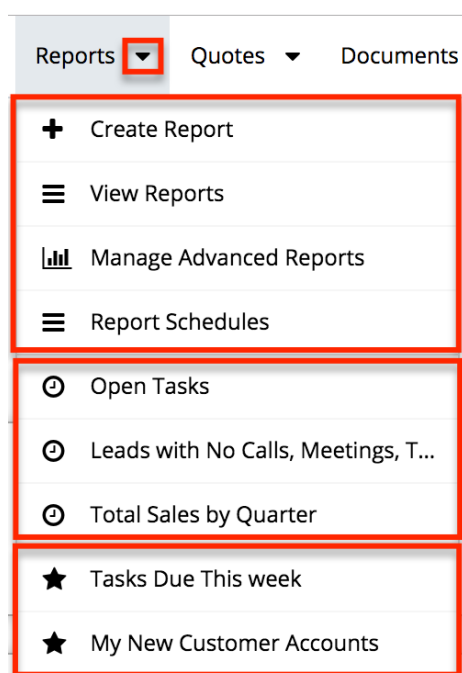 Reports Quotes Documents
Create Report
View Reports
Manage Advanced Reports
Report Schedules
Open Tasks
Leads with No Calls, Meetings, T...
Total Sales by Quarter
Tasks Due This week
My New Customer Accounts